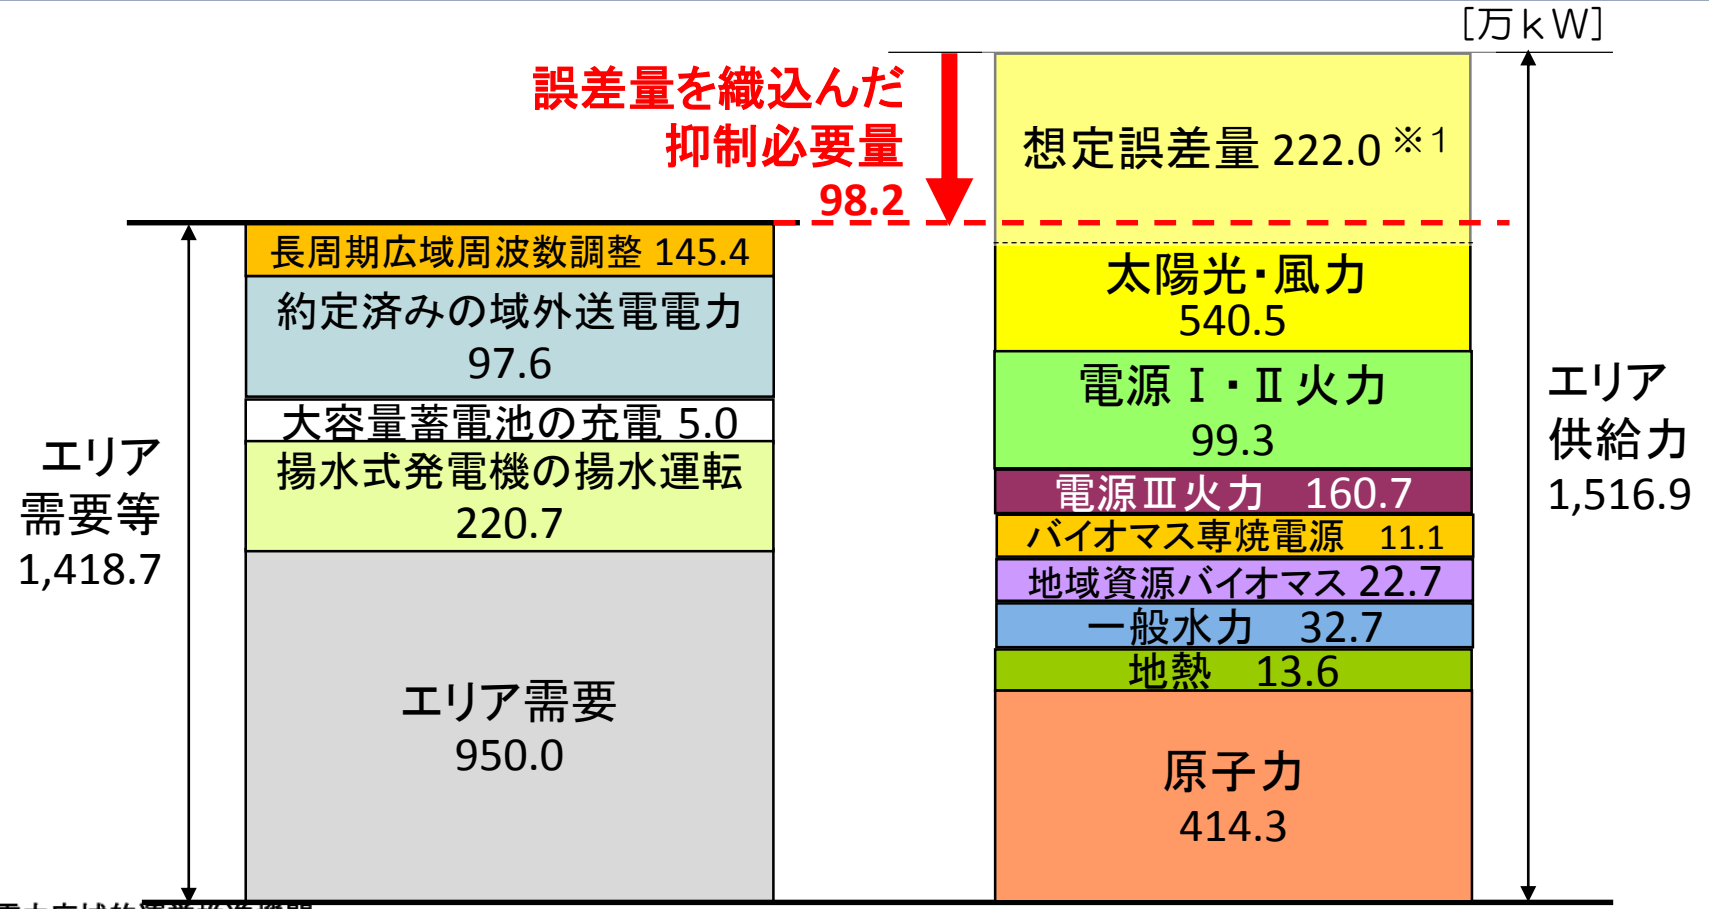 [万kW]
誤差量を織込んだ
抑制必要量
98.2
想定誤差量 222.0 ※1
長周期広域周波数調整 145.4
約定済みの域外送電電力
97.6
大容量蓄電池の充電 5.0
揚水式発電機の揚水運転
220.7
エリア需要
950.0
エリア
需要等
1,418.7
太陽光・風力
540.5
電源Ⅰ・Ⅱ火力
99.3
電源Ⅲ火力 160.7
バイオマス専焼電源 11.1
地域資源バイオマス 22.7
一般水力 32.7
地熱 13.6
原子力
414.3
エリア
供給力
1,516.9